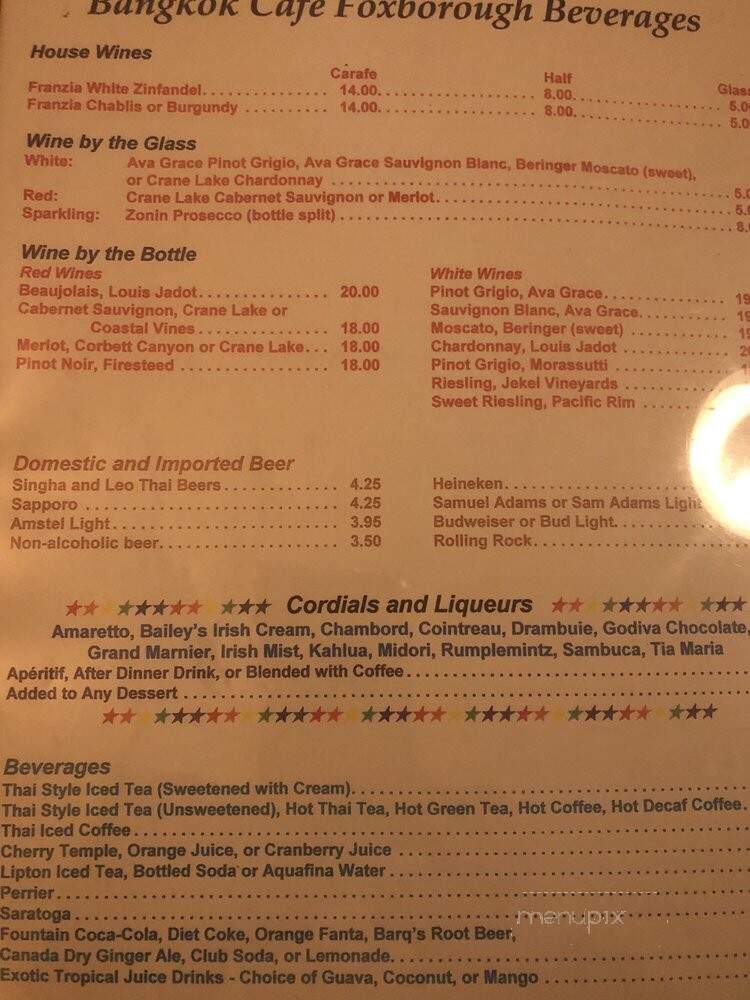 Bangkok Cafe Foxborough Beverages
House Wines
Carafe Half Glass
Franzia White Zinfandel 14.00 8.00 5.0
Franzia Chablis or Burgundy 14.00 8.00 5.0
Wine by the Glass
White: Ava Grace Pinot Grigio, Ava Grace Sauvignon Blanc, Beringer Moscato (sweet),
or Crane Lake Chardonnay 5.0
Red: Crane Lake Cabernet Sauvignon or Merlot 5.0
Sparkling: Zonin Prosecco (bottle split) 8.
Wine by the Bottle
Red Wines
Beaujolais, Louis Jadot 20.00
Cabernet Sauvignon, Crane Lake or
Coastal Vines 18.00
Merlot, Corbett Canyon or Crane Lake 18.00
Pinot Noir, Firesteed 18.00
White Wines
Pinot Grigio, Ava Grace 19
Sauvignon Blanc, Ava Grace 19
Moscato, Beringer (sweet) 19
Chardonnay, Louis Jadot
Pinot Grigio, Morassutti
Riesling, Jekel Vineyards
Sweet Riesling, Pacific Rim
Domestic and Imported Beer
Singha and Leo Thai Beers 4.25
Sapporo 4.25
Amstel Light 3.95
Non-alcoholic beer 3.50
Heineken
Samuel Adams or Sam Adams Light
Budweiser or Bud Light
Rolling Rock
Cordials and Liqueurs
Amaretto, Bailey's Irish Cream, Chambord, Cointreau, Drambuie, Godiva Chocolate,
Grand Marnier, Irish Mist, Kahlua, Midori, Rumplemintz, Sambuca, Tia Maria
Apéritif, After Dinner Drink, or Blended with Coffee
Added to Any Dessert
Beverages
Thai Style Iced Tea (Sweetened with Cream)
Thai Style Iced Tea (Unsweetened), Hot Thai Tea, Hot Green Tea, Hot Coffee, Hot Decaf Coffee
Thai Iced Coffee
Cherry Temple, Orange Juice, or Cranberry Juice
Lipton Iced Tea, Bottled Soda or Aquafina Water
Perrier
Saratoga
menupix
Fountain Coca-Cola, Diet Coke, Orange Fanta, Barq's Root Beer,
Canada Dry Ginger Ale, Club Soda, or Lemonade
Exotic Tropical Juice Drinks - Choice of Guava, Coconut, or Mango